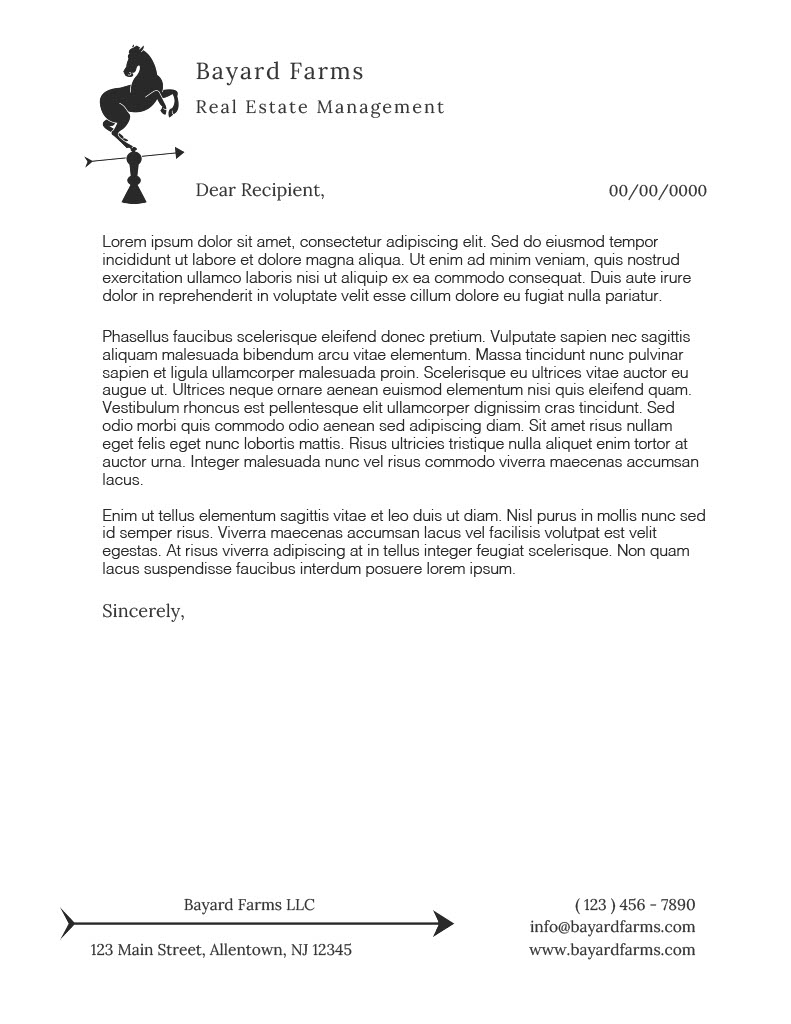 Bayard Farms
Real Estate Management
Dear Recipient,
00/00/0000
Lorem ipsum dolor sit amet, consectetur adipiscing elit. Sed do eiusmod tempor
incididunt ut labore et dolore magna aliqua. Ut enim ad minim veniam, quis nostrud
exercitation ullamco laboris nisi ut aliquip ex ea commodo consequat. Duis aute irure
dolor in reprehenderit in voluptate velit esse cillum dolore eu fugiat nulla pariatur.
Phasellus faucibus scelerisque eleifend donec pretium. Vulputate sapien nec sagittis
aliquam malesuada bibendum arcu vitae elementum. Massa tincidunt nunc pulvinar
sapien et ligula ullamcorper malesuada proin. Scelerisque eu ultrices vitae auctor eu
augue ut. Ultrices neque ornare aenean euismod elementum nisi quis eleifend quam.
Vestibulum rhoncus est pellentesque elit ullamcorper dignissim cras tincidunt. Sed
odio morbi quis commodo odio aenean sed adipiscing diam. Sit amet risus nullam
eget felis eget nunc lobortis mattis. Risus ultricies tristique nulla aliquet enim tortor at
auctor urna. Integer malesuada nunc vel risus commodo viverra maecenas accumsan
lacus.
Enim ut tellus elementum sagittis vitae et leo duis ut diam. Nisl purus in mollis nunc sed
id semper risus. Viverra maecenas accumsan lacus vel facilisis volutpat est velit
egestas. At risus viverra adipiscing at in tellus integer feugiat scelerisque. Non quam
lacus suspendisse faucibus interdum posuere lorem ipsum.
Sincerely,
Bayard Farms LLC
123 Main Street, Allentown, NJ 12345
( 123 ) 456 - 7890
info@bayardfarms.com
www.bayardfarms.com